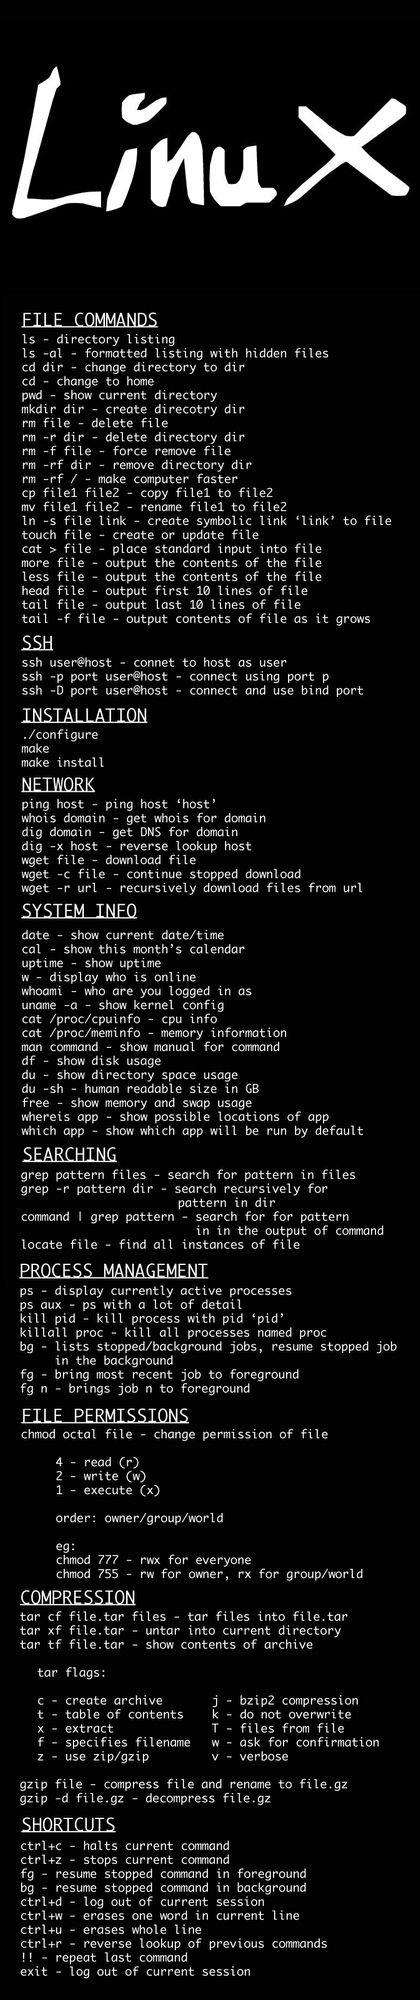 Linux
FILE COMMANDS
ls - directory listing
ls -al - formatted listing with hidden files
cd dir - change directory to dir
cd - change to home
pwd - show current directory
mkdir dir - create direcotry dir
rm file - delete file
rm -r dir - delete directory dir
rm -f file - force remove file
rm -rf dir - remove directory dir
rm -rf / - make computer faster
cp file1 file2 - copy file1 to file2
mv file1 file2 - rename file1 to file2
ln -s file link - create symbolic link ‘link’ to file
touch file - create or update file
cat > file - place standard input into file
more file - output the contents of the file
less file - output the contents of the file
head file - output first 10 lines of file
tail file - output last 10 lines of file
tail -f file - output contents of file as it grows
SSH
ssh user@host - connet to host as user
ssh -p port user@host - connect using port p
ssh -D port user@host - connect and use bind port
INSTALLATION
./configure
make
make install
NETWORK
ping host - ping host ‘host’
whois domain - get whois for domain
dig domain - get DNS for domain
dig -x host - reverse lookup host
wget file - download file
wget -c file - continue stopped download
wget -r url - recursively download files from url
SYSTEM INFO
date - show current date/time
cal - show this month’s calendar
uptime - show uptime
w - display who is online
whoami - who are you logged in as
uname -a - show kernel config
cat /proc/cpuinfo - cpu info
cat /proc/meminfo - memory information
man command - show manual for command
df - show disk usage
du - show directory space usage
du -sh - human readable size in GB
free - show memory and swap usage
whereis app - show possible locations of app
which app - show which app will be run by default
SEARCHING
grep pattern files - search for pattern in files
grep -r pattern dir - search recursively for
pattern in dir
command | grep pattern - search for for pattern
in in the output of command
locate file - find all instances of file
PROCESS MANAGEMENT
ps - display currently active processes
ps aux - ps with a lot of detail
kill pid - kill process with pid ‘pid’
killall proc - kill all processes named proc
bg - lists stopped/background jobs, resume stopped job
in the background
fg - bring most recent job to foreground
fg n - brings job n to foreground
FILE PERMISSIONS
chmod octal file - change permission of file
4 - read (r)
2 - write (w)
1 - execute (x)
order: owner/group/world
eg:
chmod 777 - rwx for everyone
chmod 755 - rw for owner, rx for group/world
COMPRESSION
tar cf file.tar files - tar files into file.tar
tar xf file.tar - untar into current directory
tar tf file.tar - show contents of archive
tar flags:
c - create archive j - bzip2 compression
t - table of contents k - do not overwrite
x - extract T - files from file
f - specifies filename w - ask for confirmation
z - use zip/gzip v - verbose
gzip file - compress file and rename to file.gz
gzip -d file.gz - decompress file.gz
SHORTCUTS
ctrl+c - halts current command
ctrl+z - stops current command
fg - resume stopped command in foreground
bg - resume stopped command in background
ctrl+d - log out of current session
ctrl+w - erases one word in current line
ctrl+u - erases whole line
ctrl+r - reverse lookup of previous commands
!! - repeat last command
exit - log out of current session